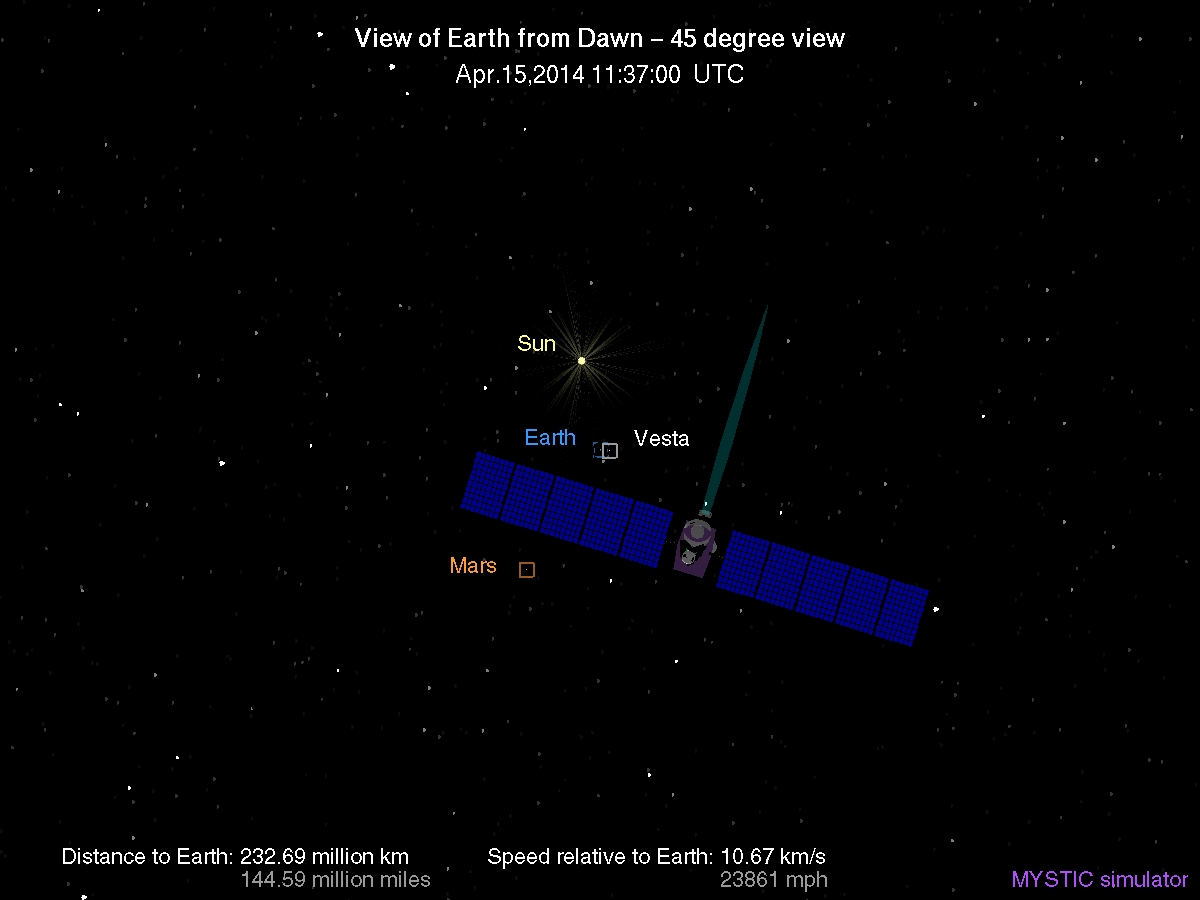 View of Earth from Dawn – 45 degree view
Apr.15,2014 11:37:00 UTC
Sun
Earth
Vesta
Mars
Distance to Earth: 232.69 million km
144.59 million miles
Speed relative to Earth: 10.67 km/s
23861 mph
MYSTIC simulator